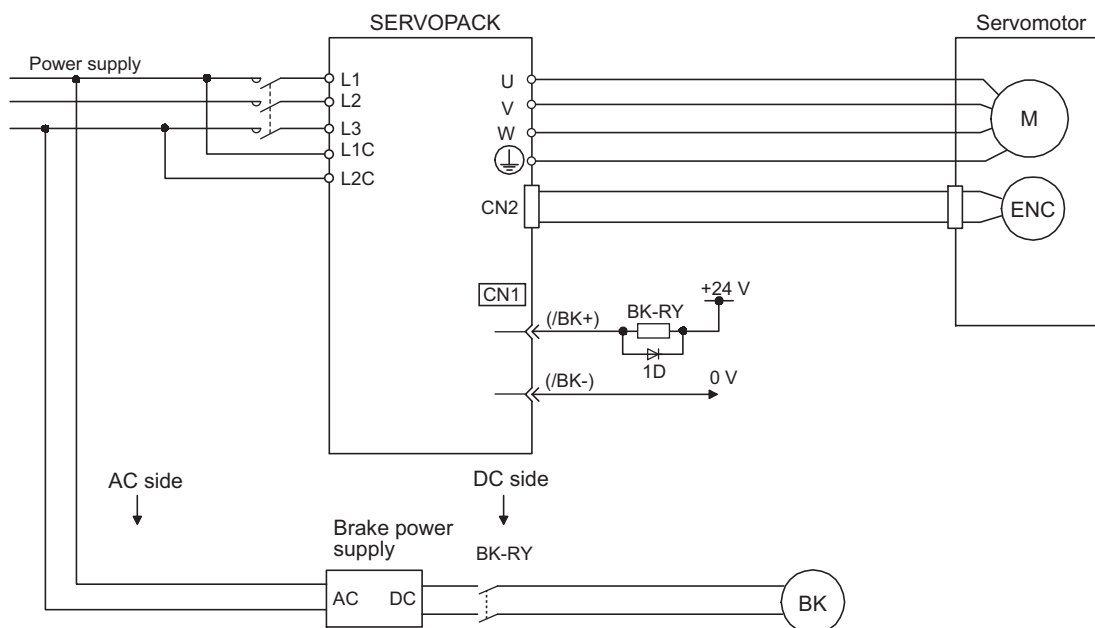 SERVOPACK
Servomotor
Power supply
L1
L2
L3
L1C
L2C
U
V
W
M
CN2
ENC
CN1
+24 V
(/BK+)
BK-RY
1D
(/BK-)
0 V
AC side
DC side
Brake power
supply
BK-RY
AC DC
BK